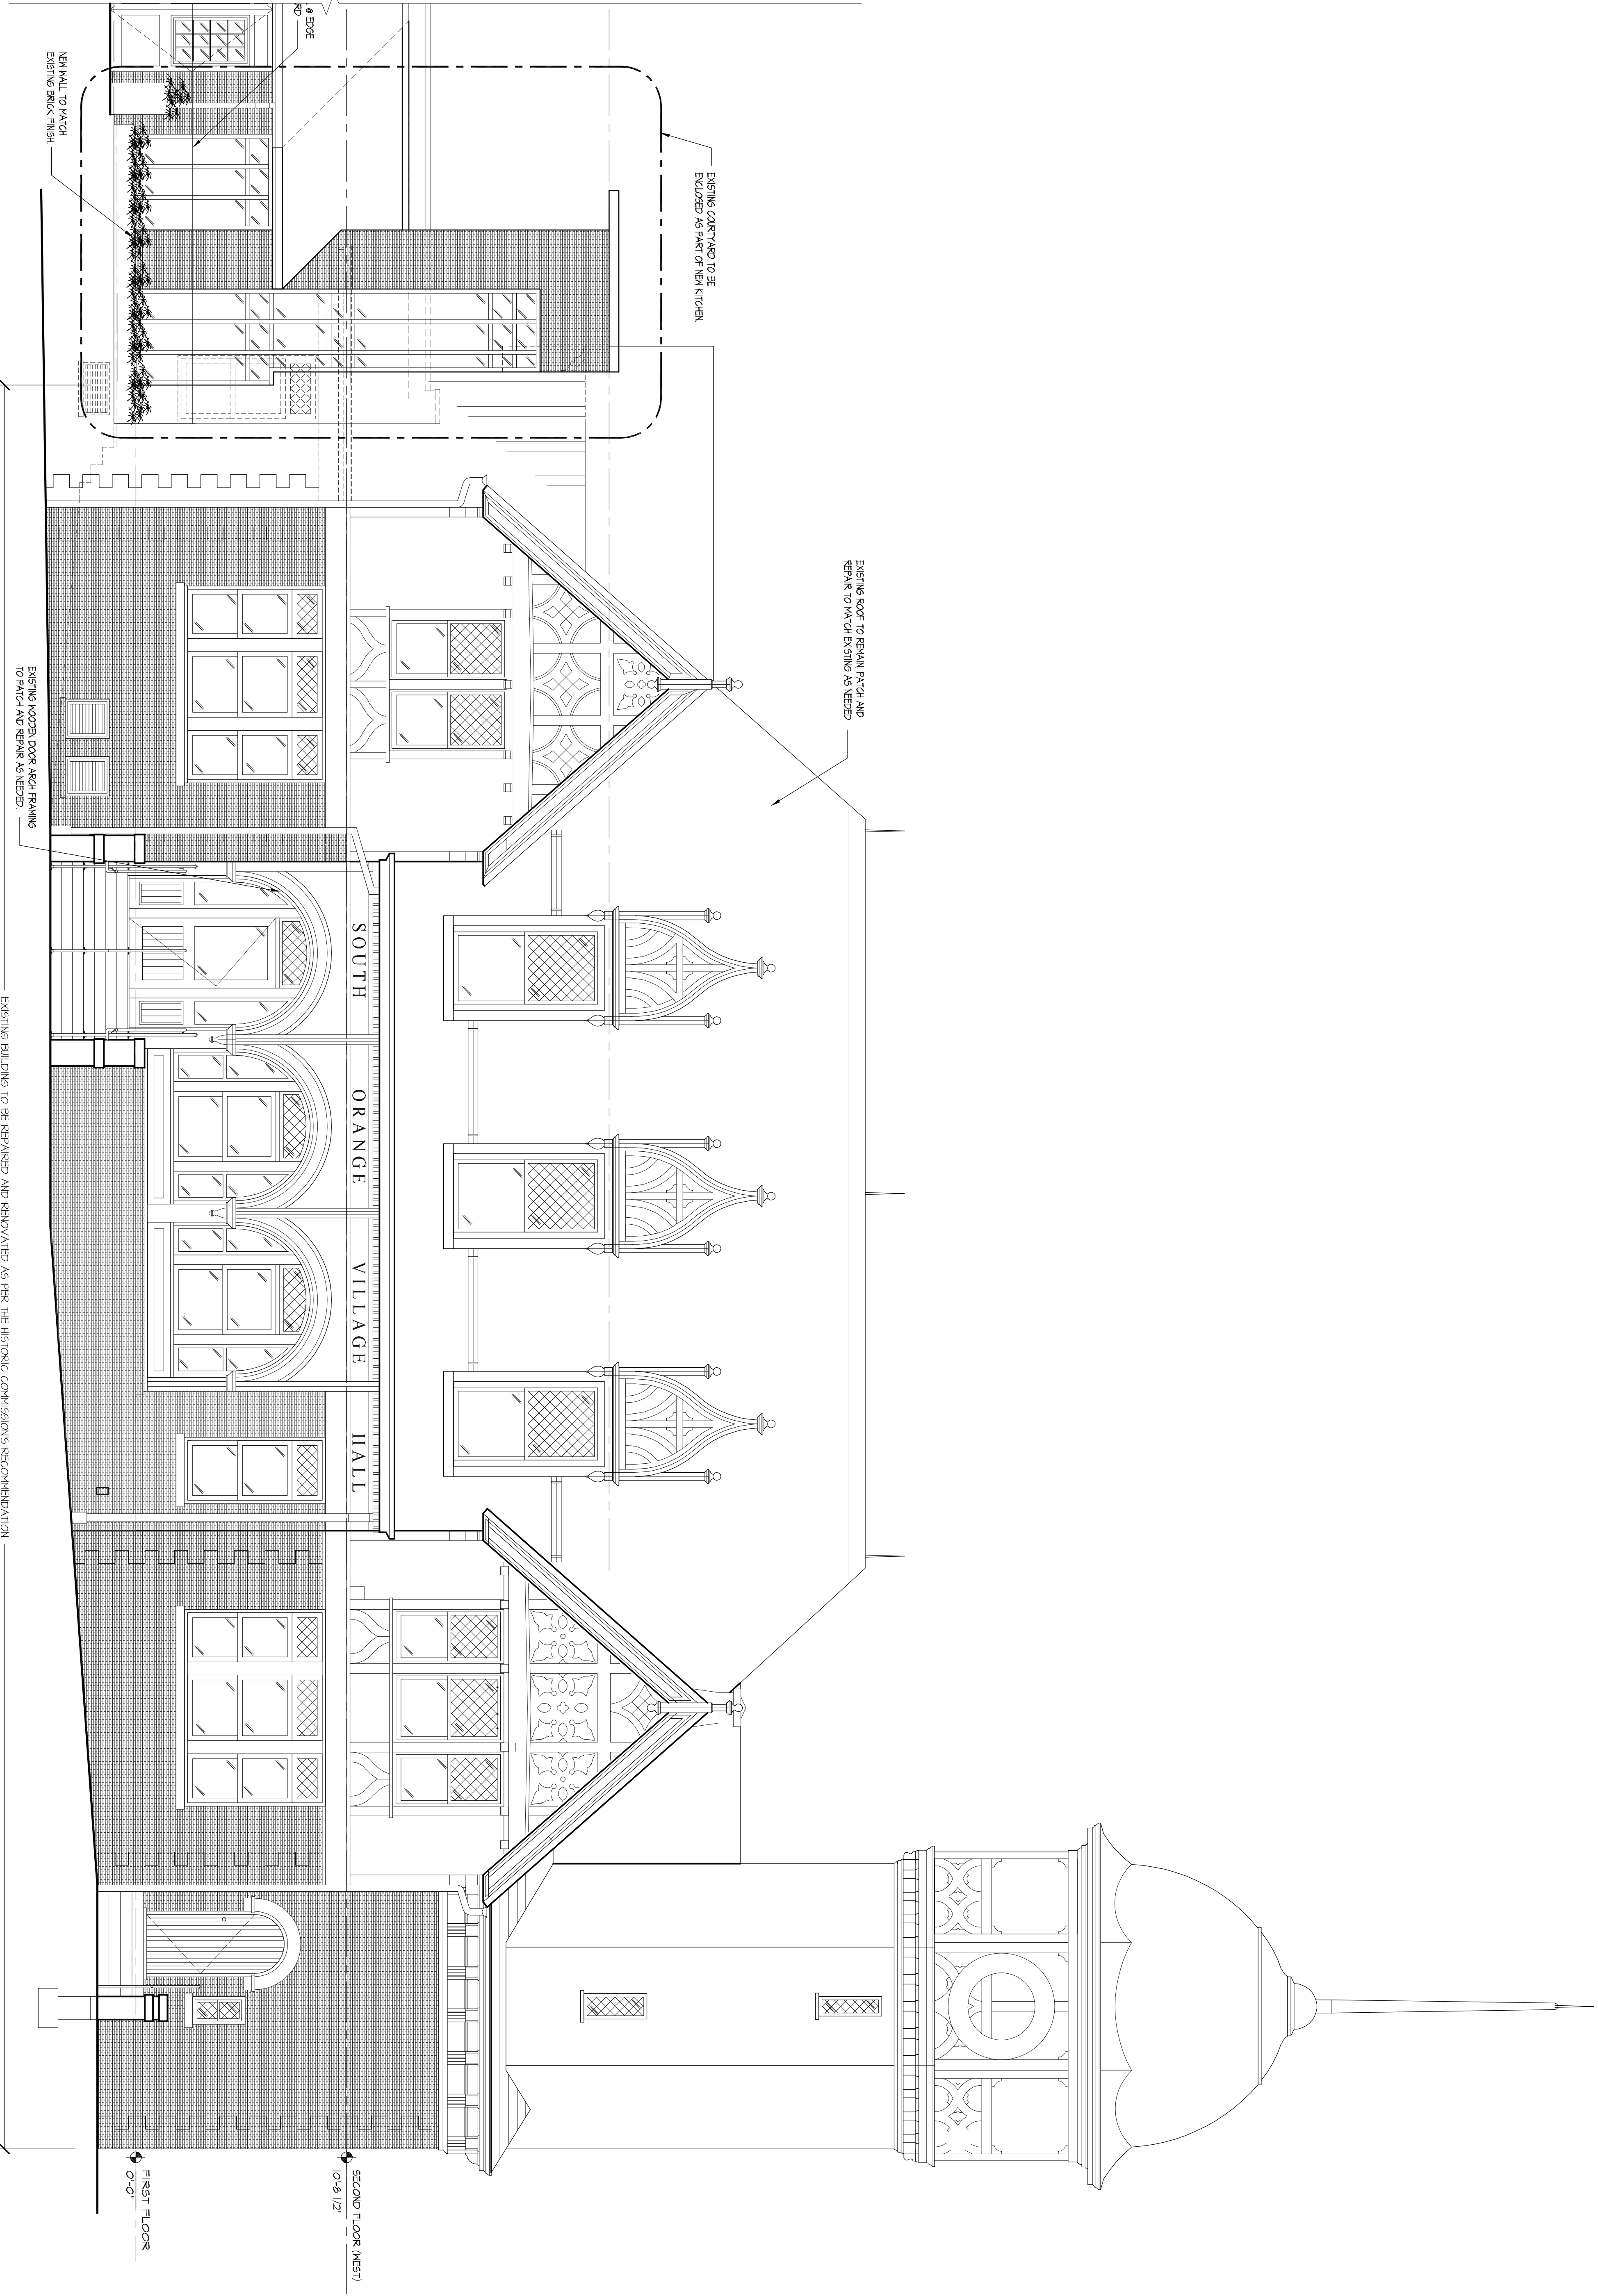 . @ EDGE
RD
NEW WALL TO MATCH
EXISTING BRICK FINISH.
EXISTING COURTYARD TO BE
ENCLOSED AS PART OF NEW KITCHEN.
EXISTING ROOF TO REMAIN, PATCH AND
REPAIR TO MATCH EXISTING AS NEEDED
EXISTING WOODEN DOOR ARCH FRAMING
TO PATCH AND REPAIR AS NEEDED.
SOUTH ORANGE VILLAGE HALL
SECOND FLOOR (WEST)
10'-8 1/2"
FIRST FLOOR
0'-0"
EXISTING BUILDING TO BE REPAIRED AND RENOVATED AS PER THE HISTORIC COMMISSION'S RECOMMENDATION